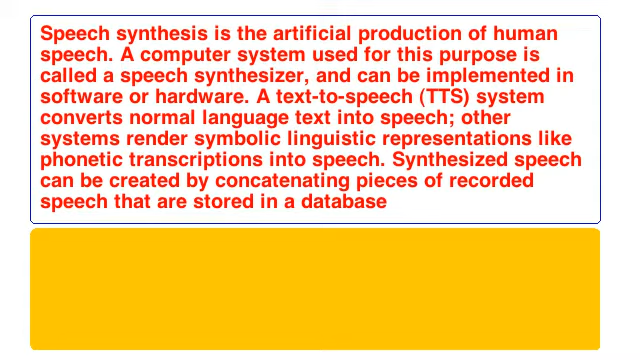 Speech synthesis is the artificial production of human
speech. A computer system used for this purpose is
called a speech synthesizer, and can be implemented in
software or hardware. A text-to-speech (TTS) system
converts normal language text into speech; other
systems render symbolic linguistic representations like
phonetic transcriptions into speech. Synthesized speech
can be created by concatenating pieces of recorded
speech that are stored in a database